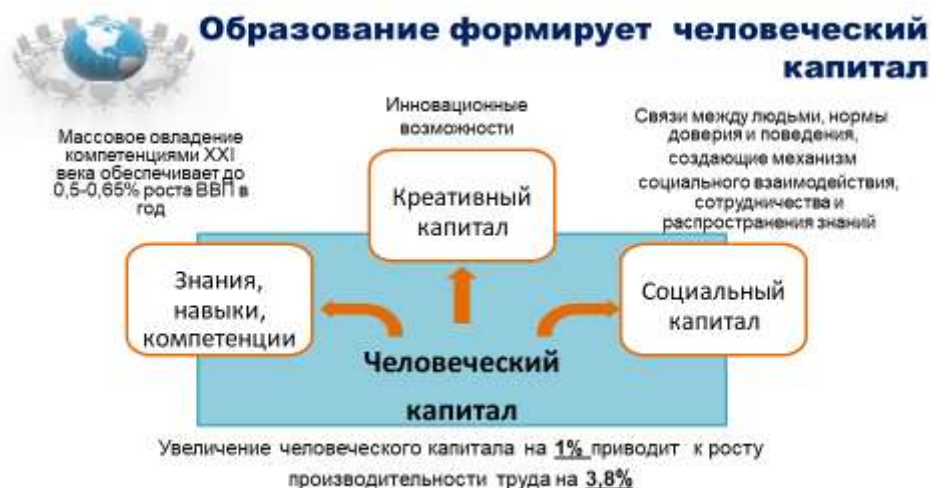 Образование формирует человеческий
капитал
Массовое овладение
компетенциями XXI
века обеспечивает до
0,5-0,65% роста ВВП в
год
Инновационные
возможности
Связи между людьми, нормы
доверия и поведения,
создающие механизм
социального взаимодействия,
сотрудничества и
распространения знаний
Креативный
капитал
Знания,
навыки,
компетенции
Социальный
капитал
Человеческий
капитал
Увеличение человеческого капитала на 1% приводит к росту
производительности труда на 3,8%